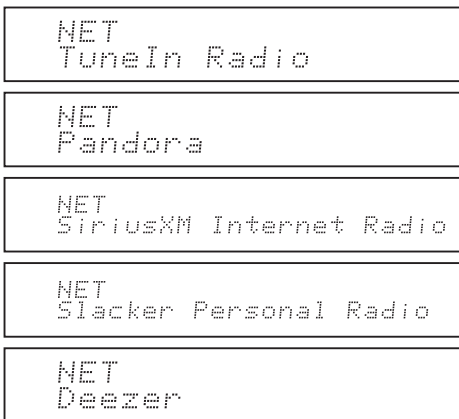 NET
TuneIn Radio
NET
Pandora
NET
SiriusXM Internet Radio
NET
Slacker Personal Radio
NET
Deezer